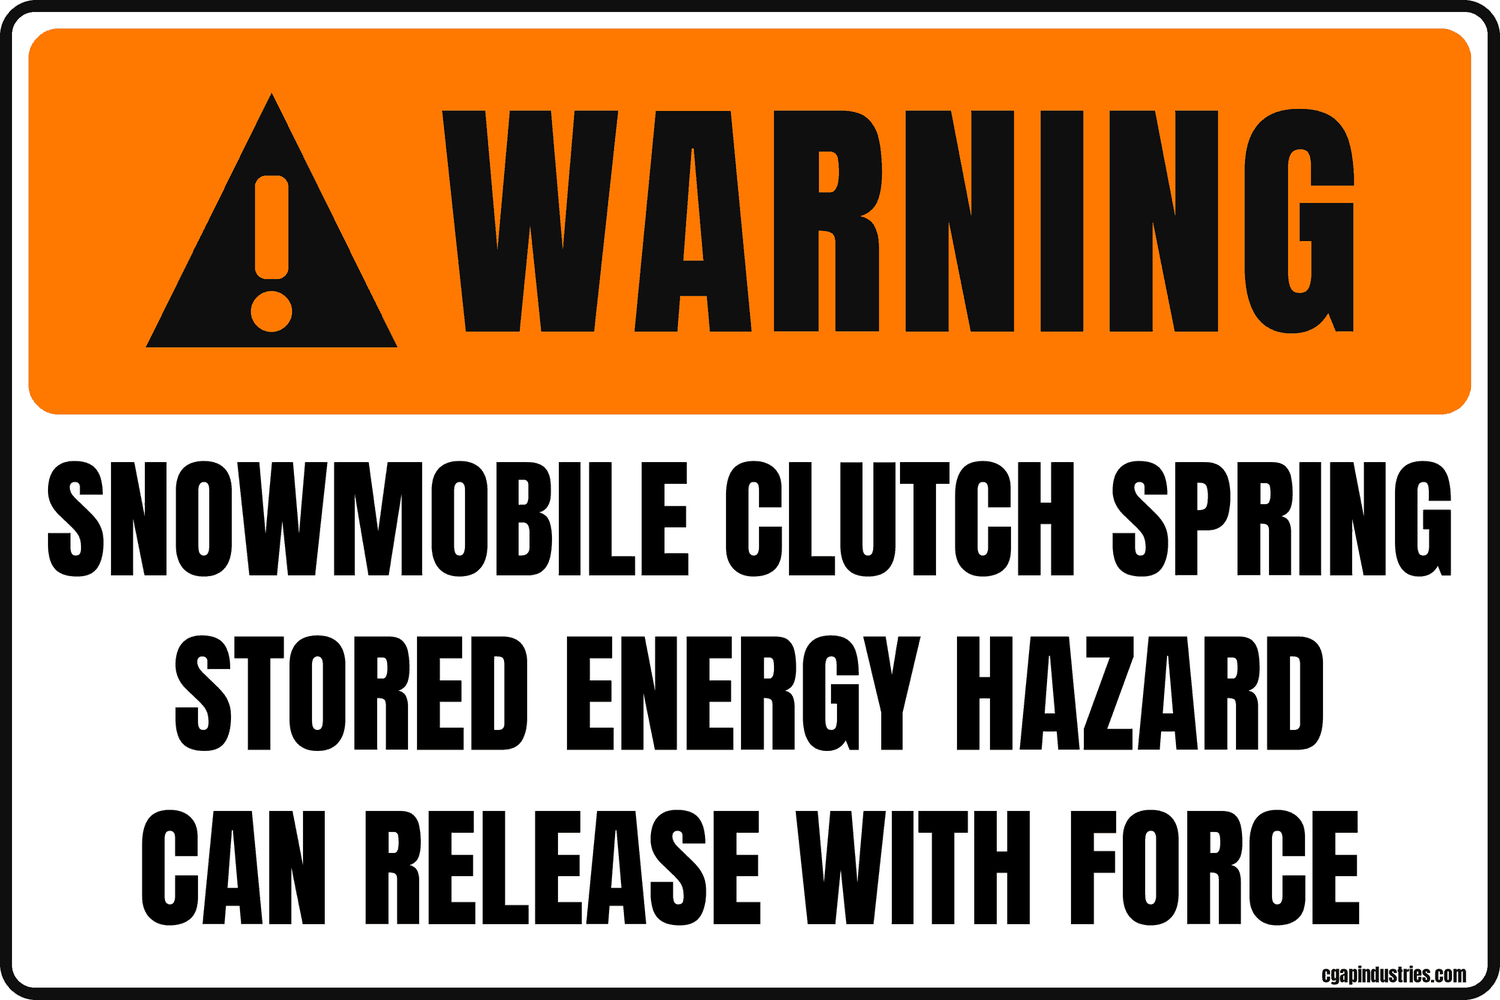 WARNING
SNOWMOBILE CLUTCH SPRING
STORED ENERGY HAZARD
CAN RELEASE WITH FORCE
cgapindustries.com